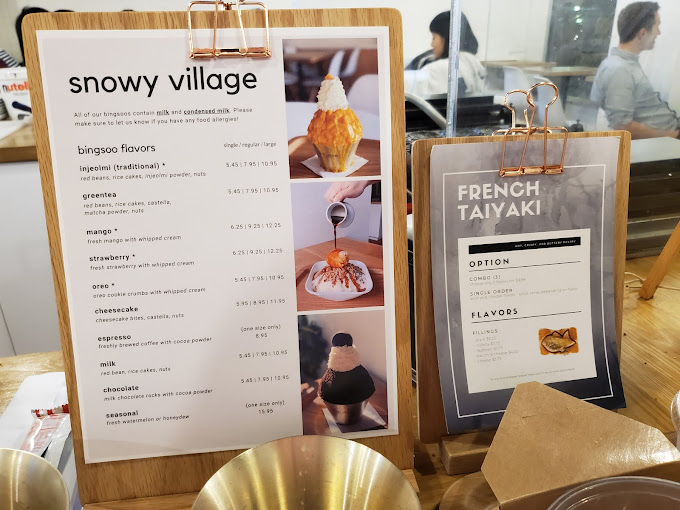 nutella
snowy village
All of our bingsoos contain milk and condensed milk. Please
make sure to let us know if you have any food allergies!
bingsoo flavors single / regular / large
injeolmi (traditional) * 5.45 | 7.95 | 10.95
red beans, rice cakes, injeolmi powder, nuts
greentea 5.45 | 7.95 | 10.95
red beans, rice cakes, castella,
matcha powder, nuts
mango * 6.25 | 9.25 | 12.25
fresh mango with whipped cream
strawberry * 6.25 | 9.25 | 12.25
fresh strawberry with whipped cream
oreo * 5.45 | 7.95 | 10.95
oreo cookie crumbs with whipped cream
cheesecake 5.95 | 8.95 | 11.95
cheesecake bites, castella, nuts
espresso (one size only)
freshly brewed coffee with cocoa powder 8.95
milk 5.45 | 7.95 | 10.95
red bean, rice cakes, nuts
chocolate 5.45 | 7.95 | 10.95
milk chocolate rocks with cocoa powder
seasonal (one size only)
fresh watermelon or honeydew 15.95
FRENCH
TAIYAKI
OPTION
COMBO (3)
SINGLE ORDER
FLAVORS
FILLINGS